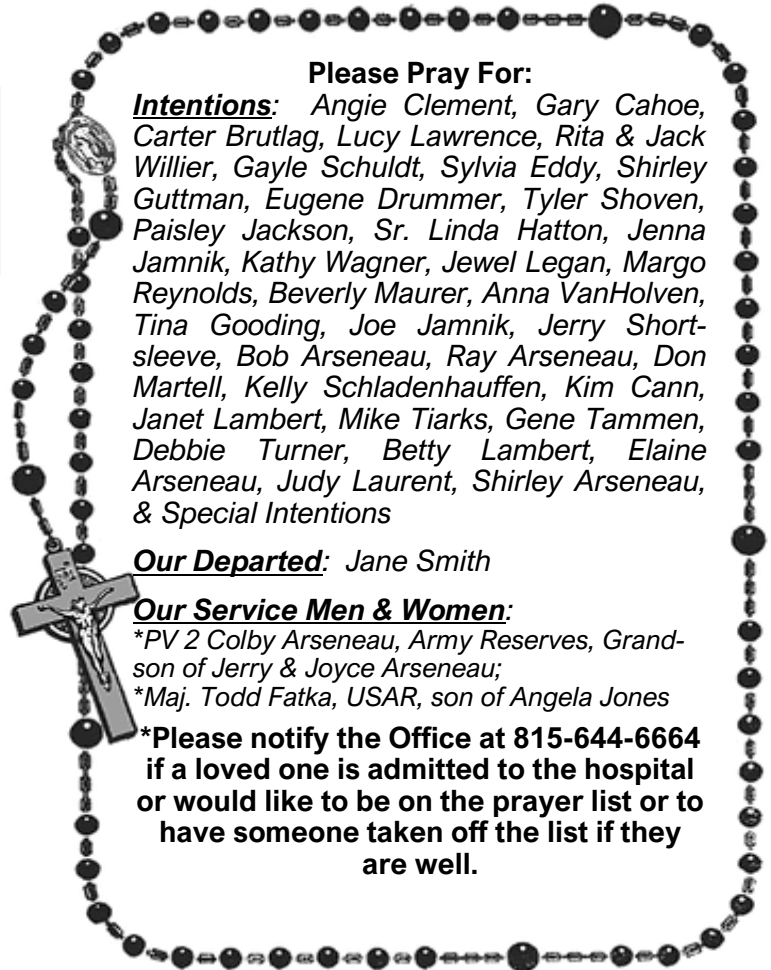 Please Pray For:
Intentions: Angie Clement, Gary Cahoe,
Carter Brutlag, Lucy Lawrence, Rita & Jack
Willier, Gayle Schuldt, Sylvia Eddy, Shirley
Guttman, Eugene Drummer, Tyler Shoven,
Paisley Jackson, Sr. Linda Hatton, Jenna
Jamnik, Kathy Wagner, Jewel Legan, Margo
Reynolds, Beverly Maurer, Anna VanHolven,
Tina Gooding, Joe Jamnik, Jerry Short-
sleeve, Bob Arseneau, Ray Arseneau, Don
Martell, Kelly Schladenhauffen, Kim Cann,
Janet Lambert, Mike Tiarks, Gene Tammen,
Debbie Turner, Betty Lambert, Elaine
Arseneau, Judy Laurent, Shirley Arseneau,
& Special Intentions
Our Departed: Jane Smith
Our Service Men & Women:
*PV 2 Colby Arseneau, Army Reserves, Grand-
son of Jerry & Joyce Arseneau;
*Maj. Todd Fatka, USAR, son of Angela Jones
*Please notify the Office at 815-644-6664
if a loved one is admitted to the hospital
or would like to be on the prayer list or to
have someone taken off the list if they
are well.